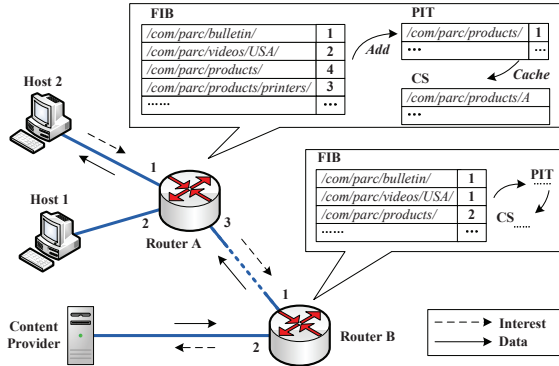 FIB
/com/parc/bulletin/ 1
/com/parc/videos/USA/ 2
/com/parc/products/ 4
/com/parc/products/printers/ 3
...... ...
Add
PIT
/com/parc/products/ 1
... ...
Cache
CS
/com/parc/products/A
...
Host 2
1
Host 1
2
3
Router A
FIB
/com/parc/bulletin/ 1
/com/parc/videos/USA/ 1
/com/parc/products/ 2
...... ...
PIT
......
CS ......
1
Content
Provider
2
Router B
Interest
Data